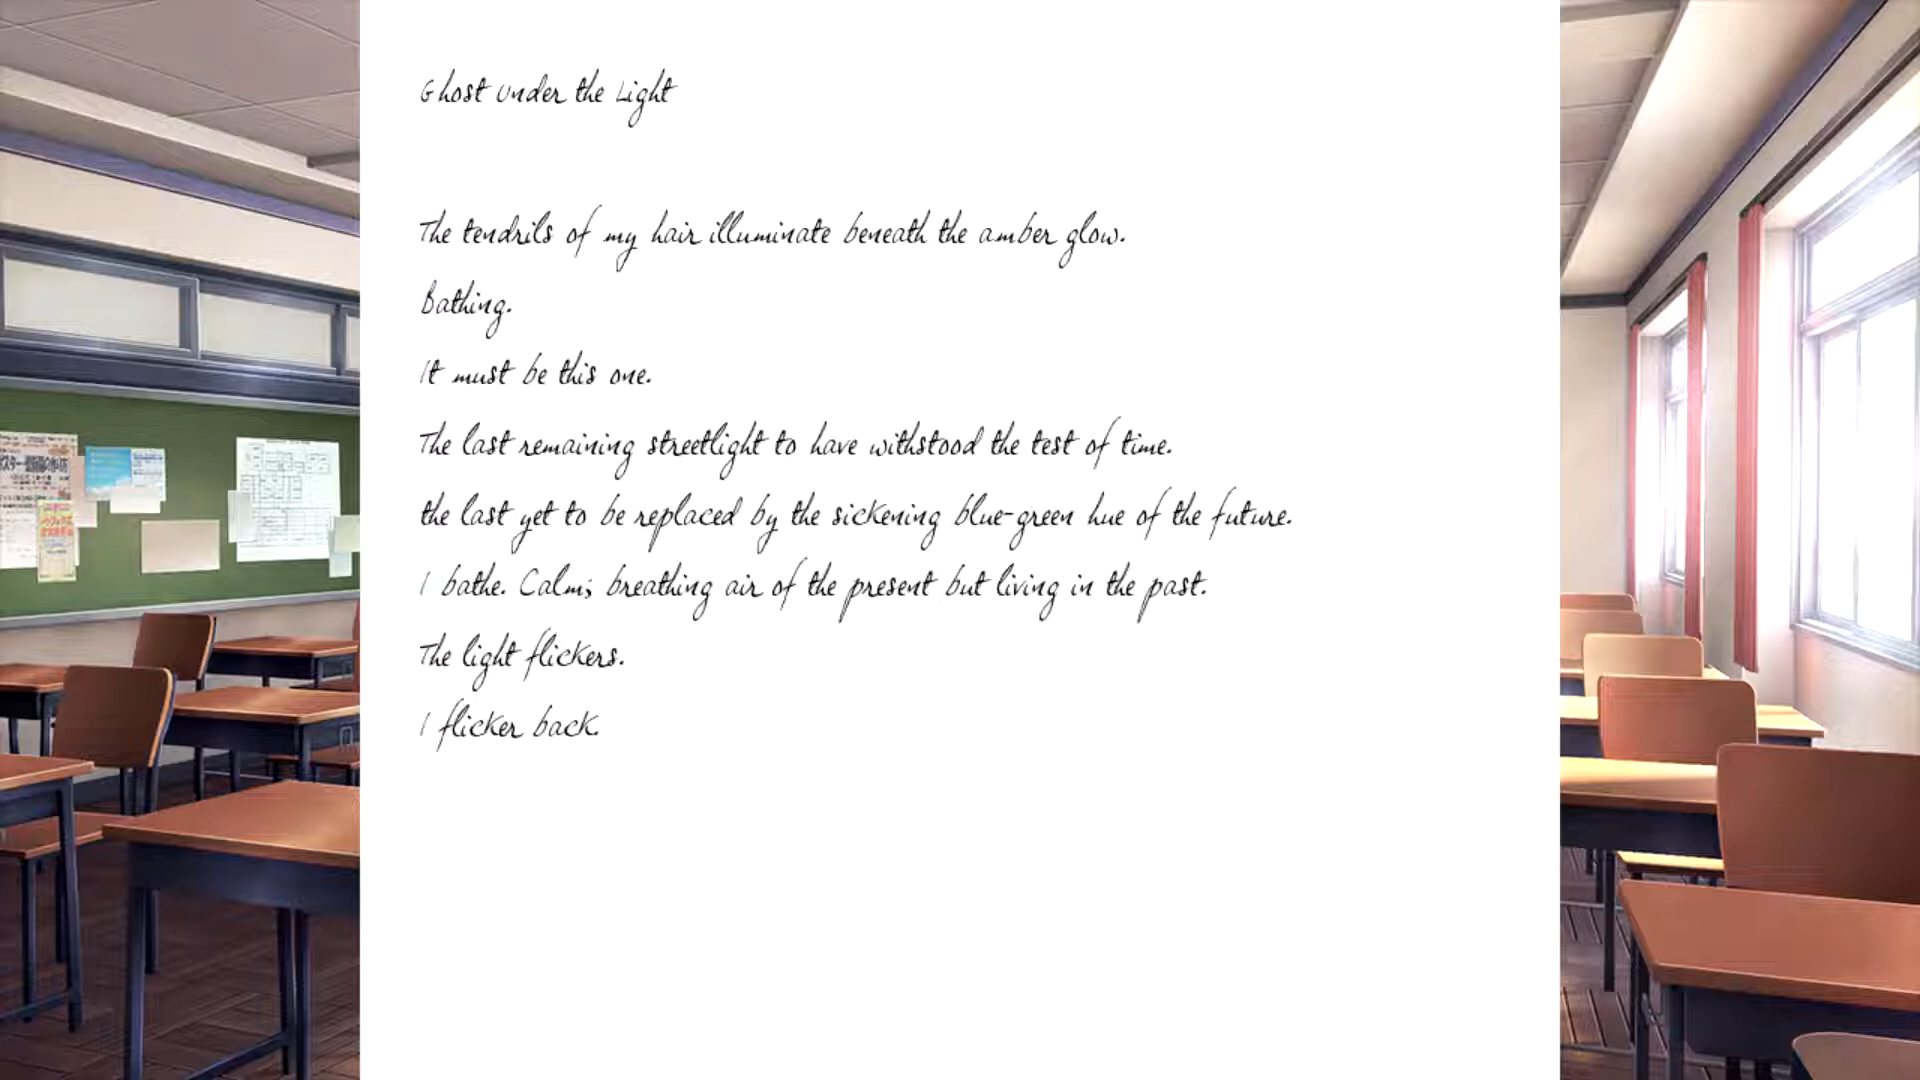 Ghost Under the Light
The tendrils of my hair illuminate beneath the amber glow.
Bathing.
It must be this one.
The last remaining streetlight to have withstood the test of time.
the last yet to be replaced by the sickening blue-green hue of the future.
I bathe. Calm; breathing air of the present but living in the past.
The light flickers.
I flicker back.